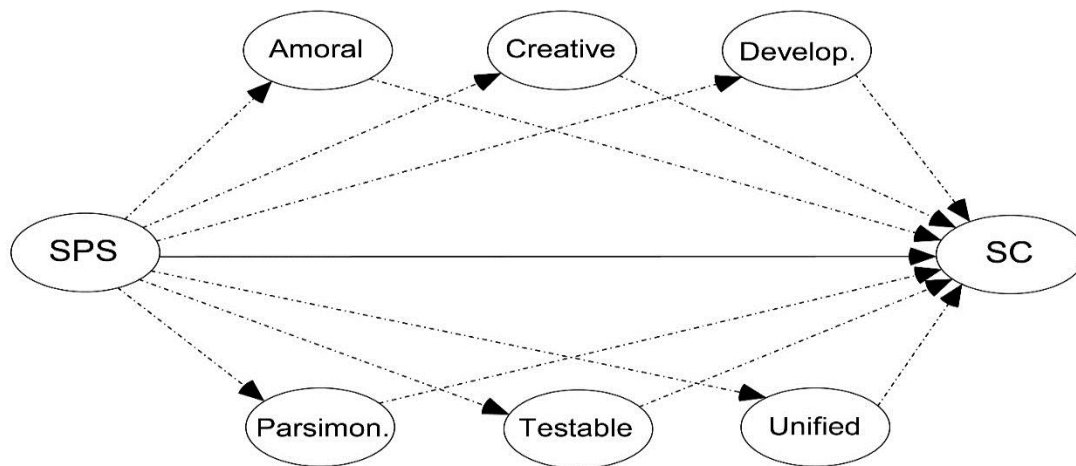 Amoral
Creative
Develop.
SPS
SC
Parsimon.
Testable
Unified